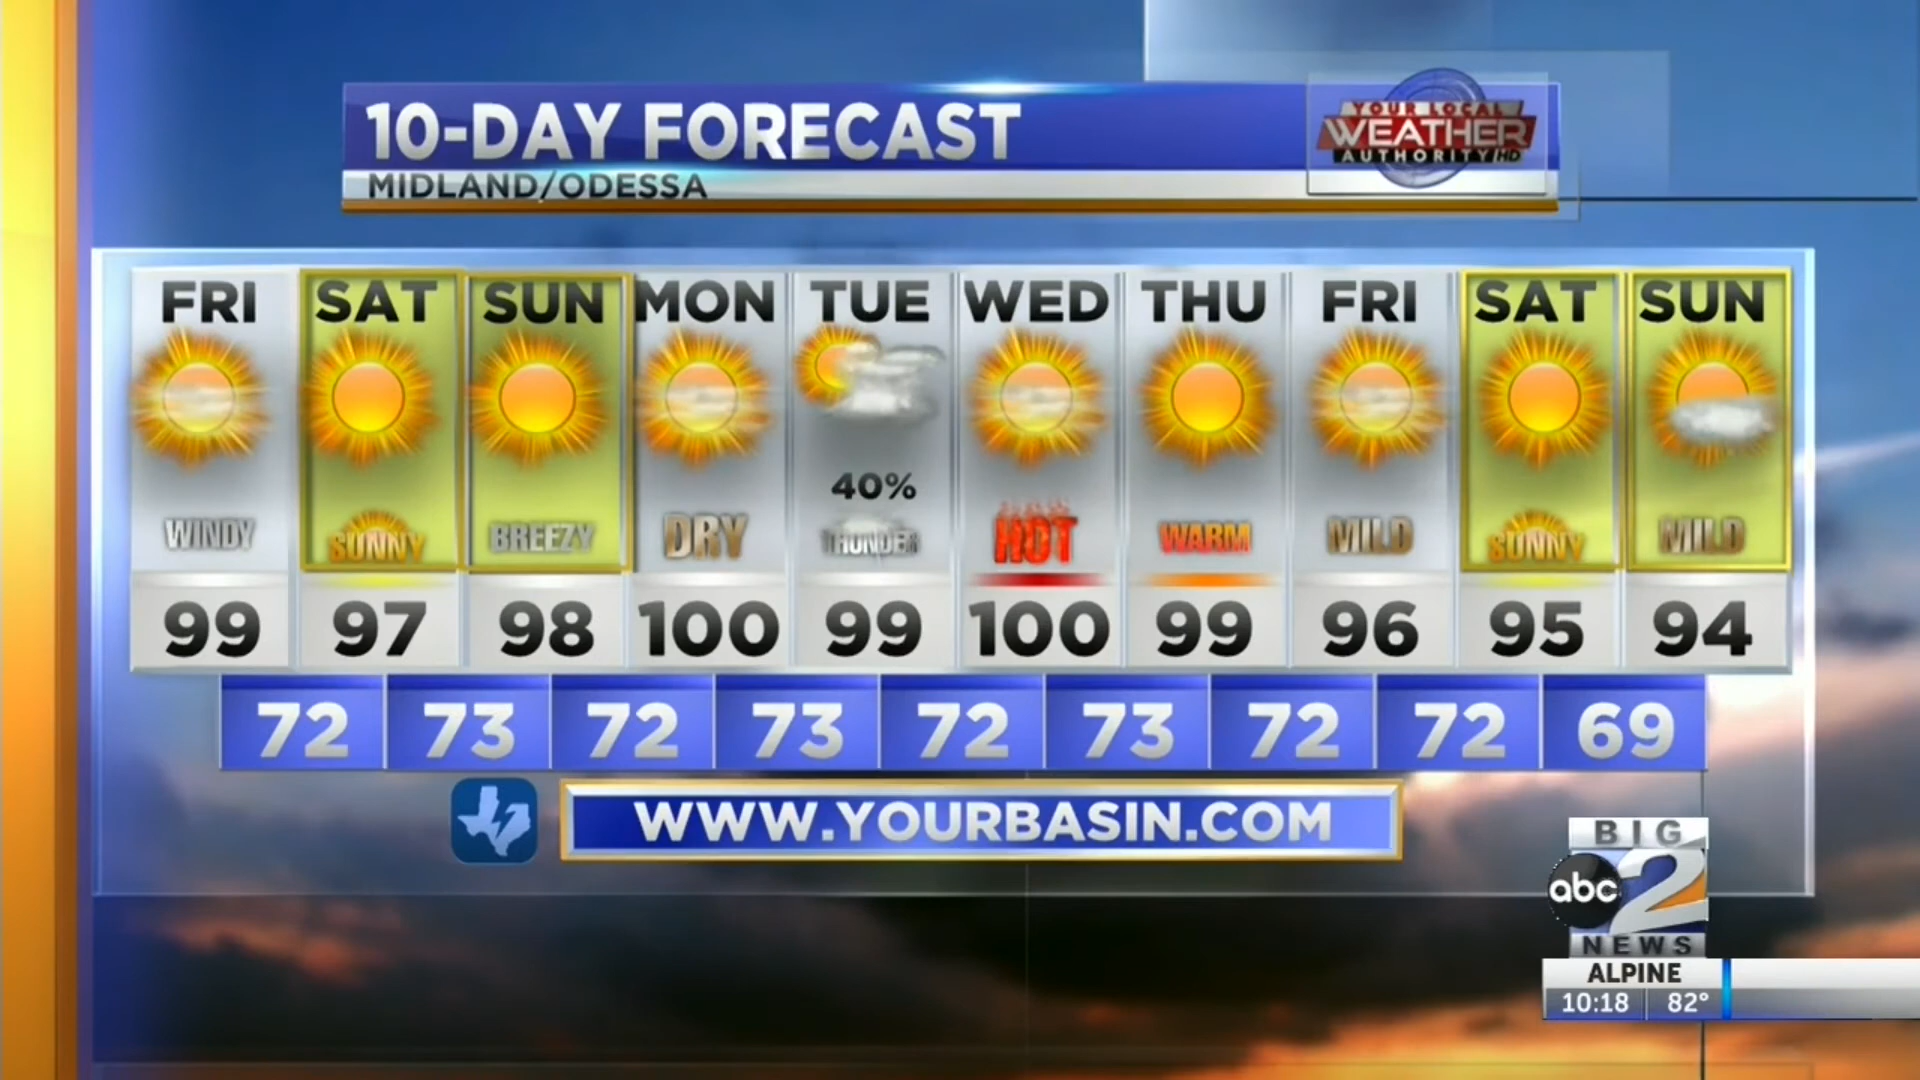 10-DAY FORECAST
MIDLAND/ODESSA
YOUR LOCAL
WEATHER
AUTHORITY HD
FRI SAT SUN MON TUE WED THU FRI SAT SUN
40%
WINDY SUNNY BREEZY DRY THUNDER HOT WARM MILD SUNNY MILD
99 97 98 100 99 100 99 96 95 94
72 73 72 73 72 73 72 72 69
WWW.YOURBASIN.COM
BIG
abc 2
NEWS
ALPINE
10:18 82°